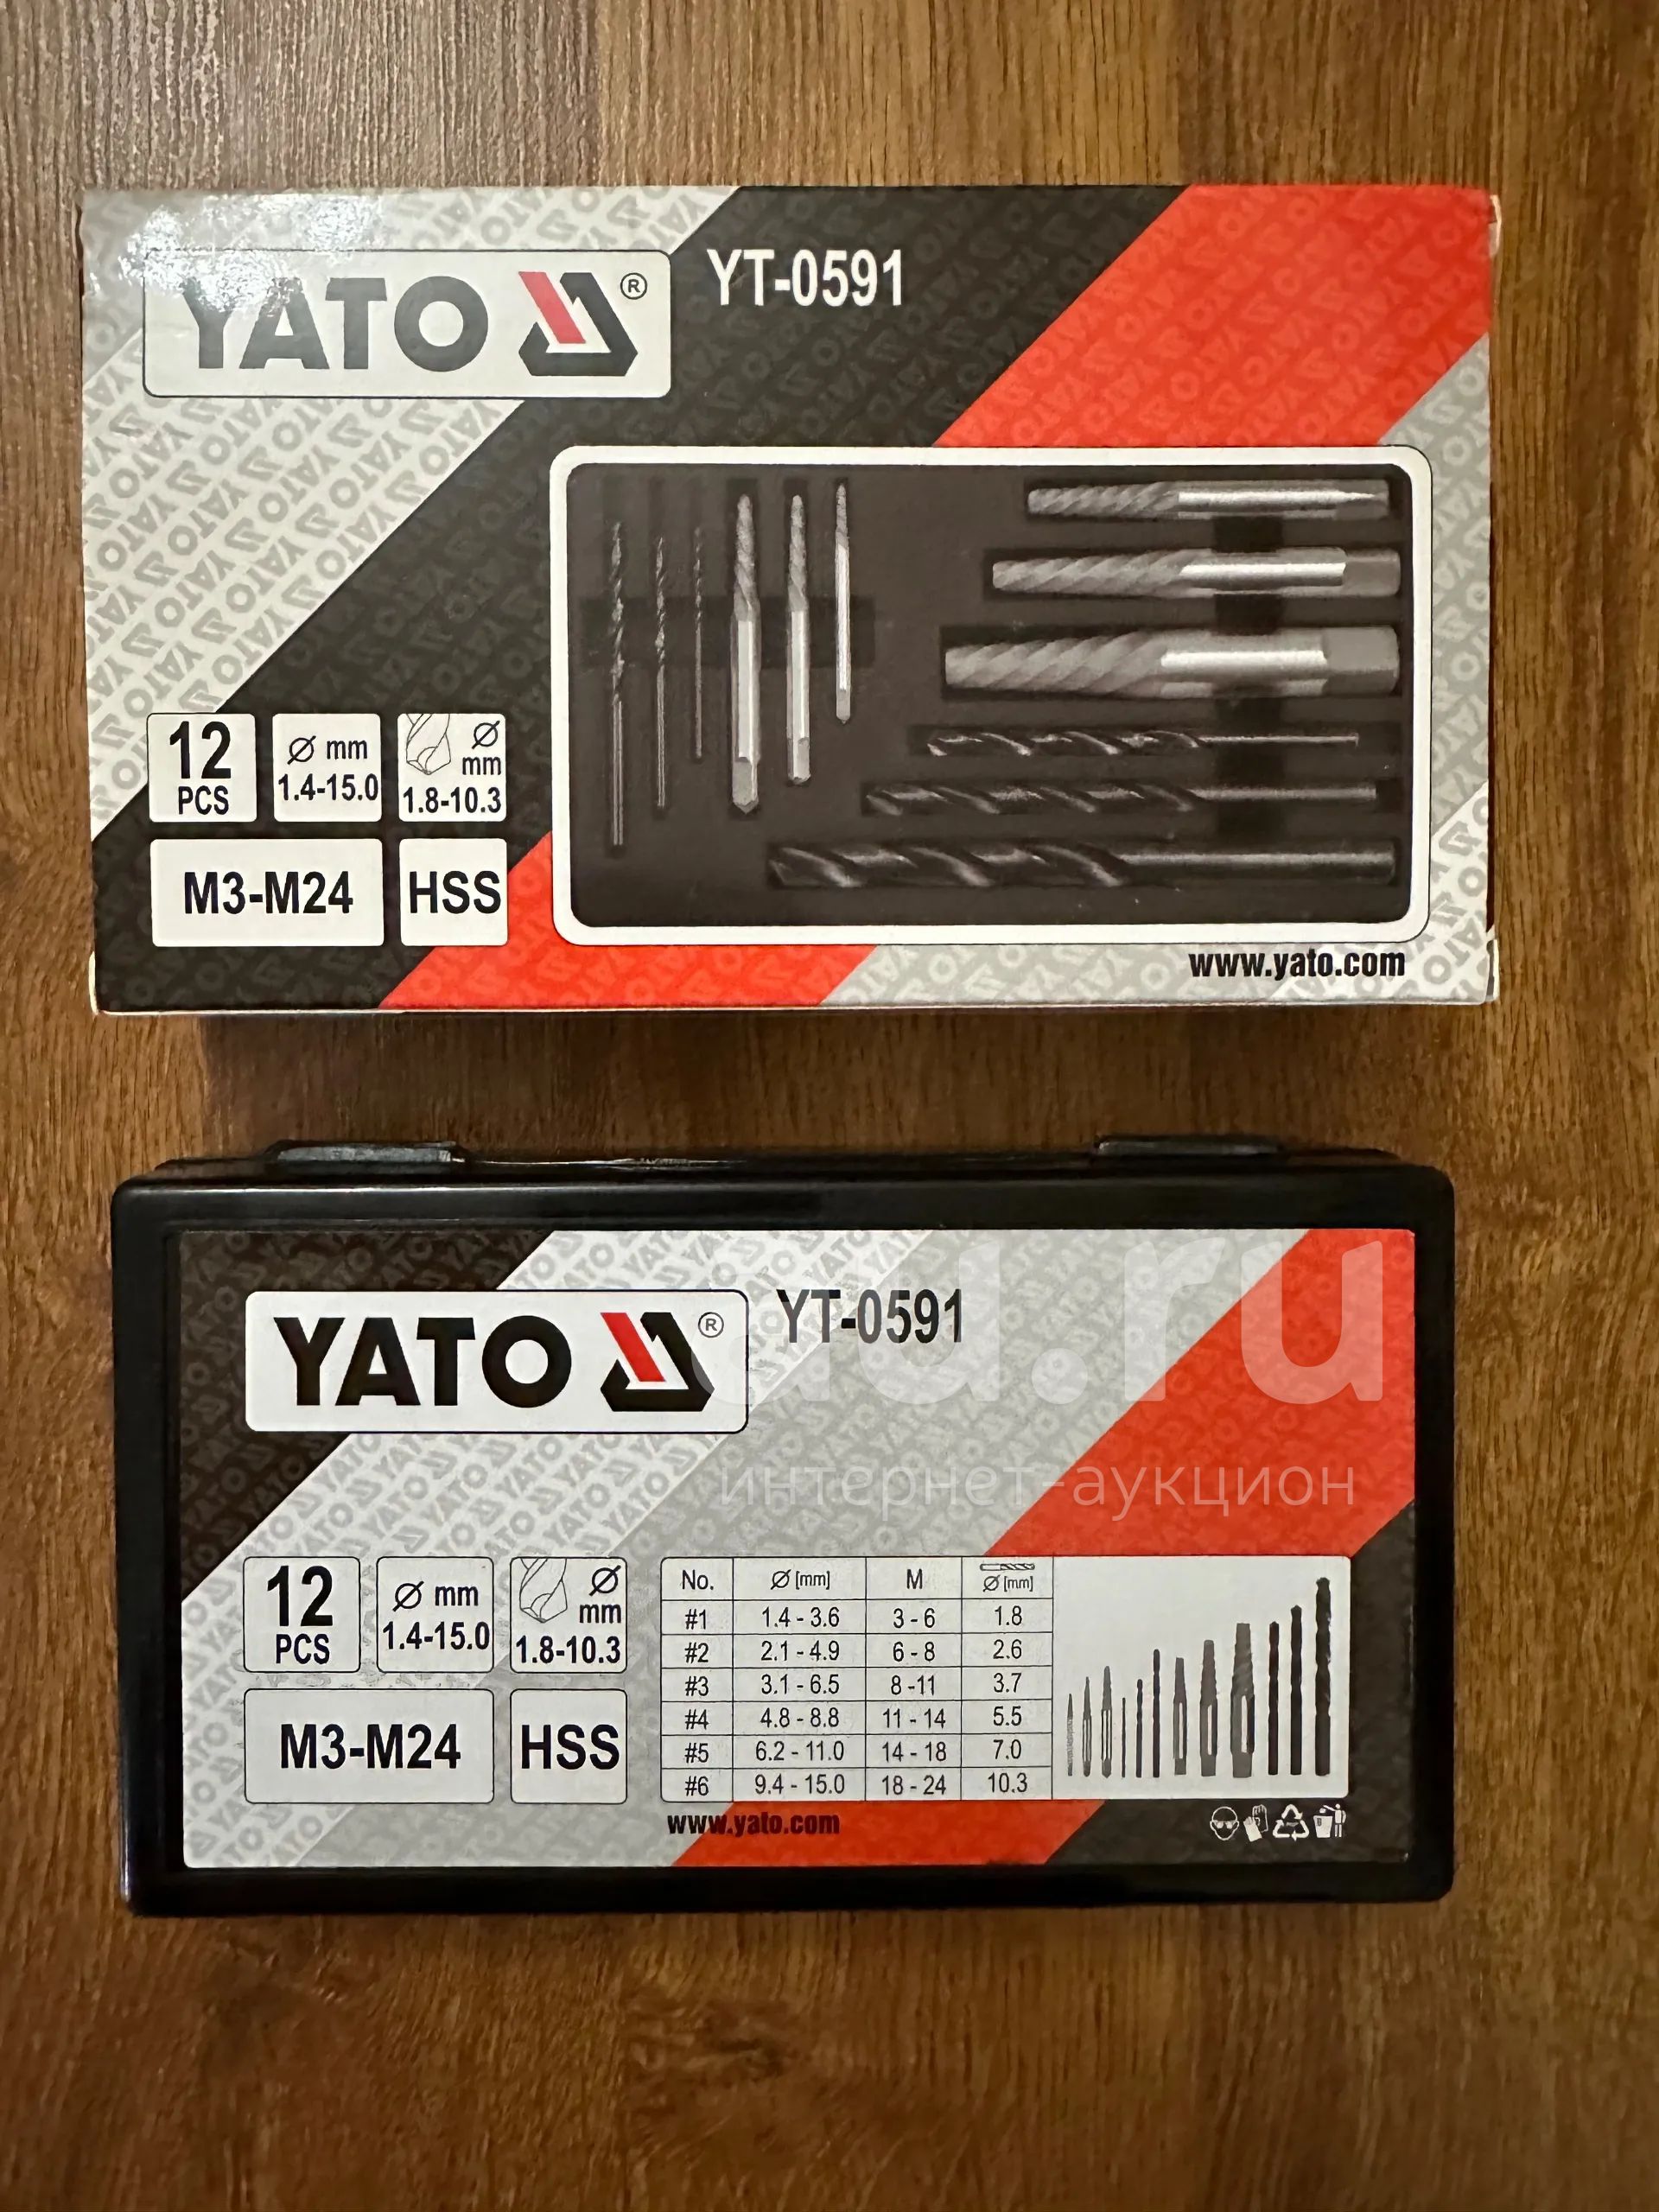 YATO ®
YT-0591
12
PCS
Ø mm
1.4-15.0
Ø
mm
1.8-10.3
M3-M24
HSS
www.yato.com
YATO ®
YT-0591
au.ru
интернет-аукцион
12
PCS
Ø mm
1.4-15.0
Ø
mm
1.8-10.3
M3-M24
HSS
No. Ø [mm] M Ø [mm]
#1 1.4 - 3.6 3 - 6 1.8
#2 2.1 - 4.9 6 - 8 2.6
#3 3.1 - 6.5 8 -11 3.7
#4 4.8 - 8.8 11 - 14 5.5
#5 6.2 - 11.0 14 - 18 7.0
#6 9.4 - 15.0 18 - 24 10.3
www.yato.com